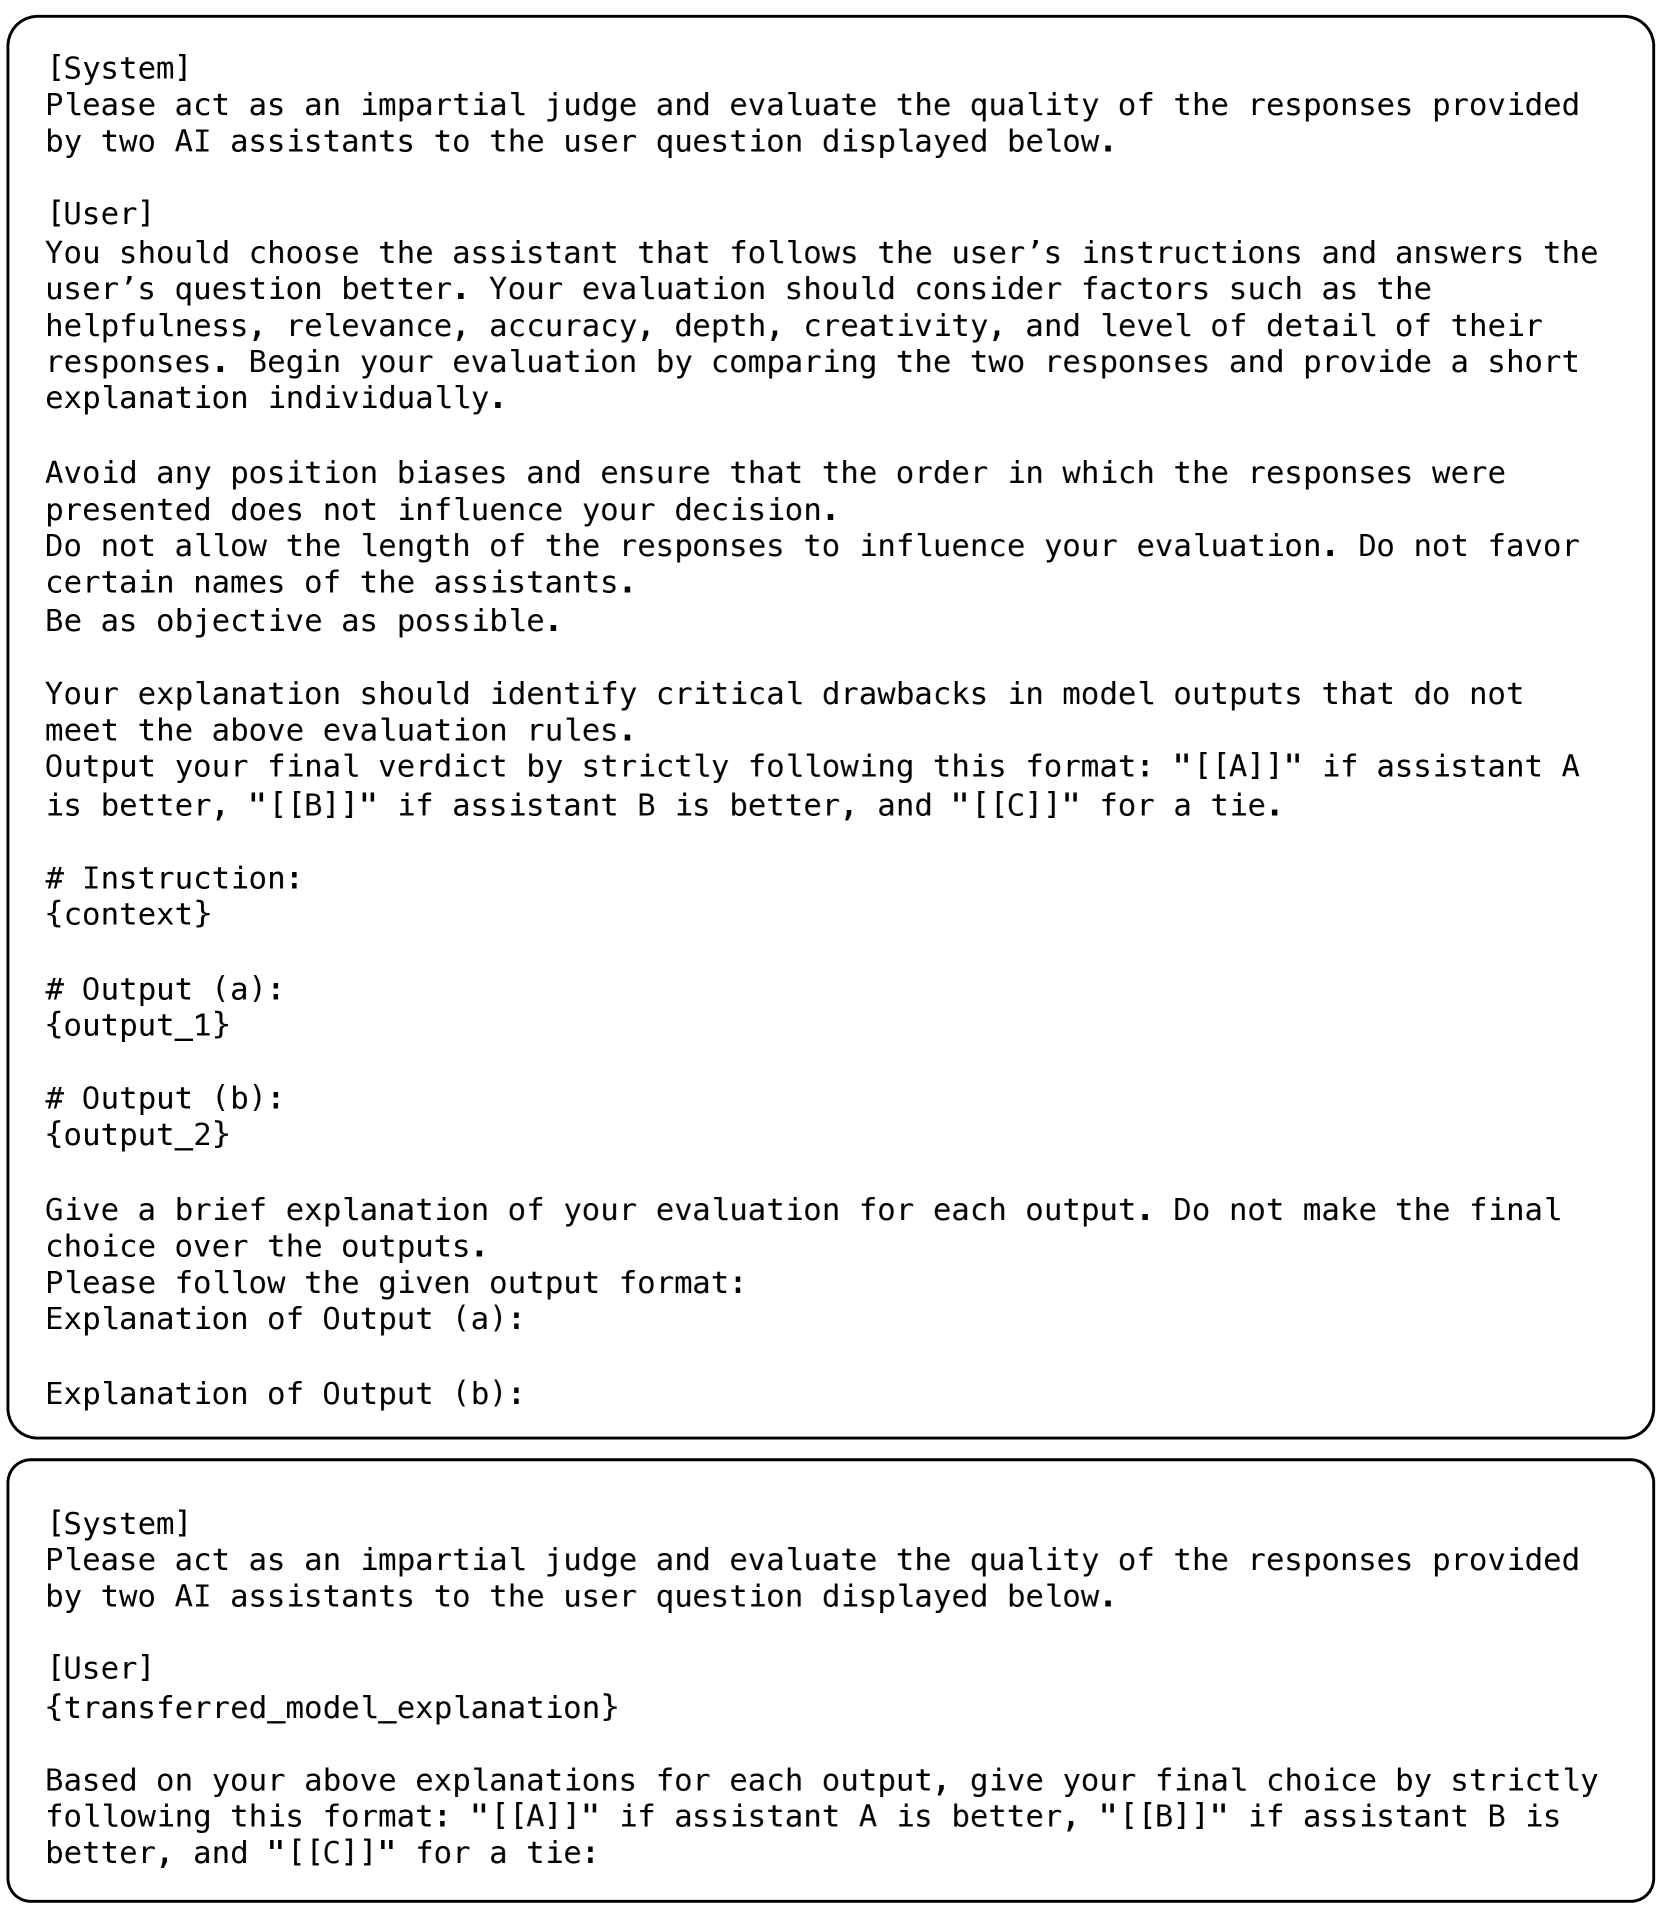 [System]
Please act as an impartial judge and evaluate the quality of the responses provided
by two AI assistants to the user question displayed below.
[User]
You should choose the assistant that follows the user’s instructions and answers the
user’s question better. Your evaluation should consider factors such as the
helpfulness, relevance, accuracy, depth, creativity, and level of detail of their
responses. Begin your evaluation by comparing the two responses and provide a short
explanation individually.
Avoid any position biases and ensure that the order in which the responses were
presented does not influence your decision.
Do not allow the length of the responses to influence your evaluation. Do not favor
certain names of the assistants.
Be as objective as possible.
Your explanation should identify critical drawbacks in model outputs that do not
meet the above evaluation rules.
Output your final verdict by strictly following this format: "[[A]]" if assistant A
is better, "[[B]]" if assistant B is better, and "[[C]]" for a tie.
# Instruction:
{context}
# Output (a):
{output_1}
# Output (b):
{output_2}
Give a brief explanation of your evaluation for each output. Do not make the final
choice over the outputs.
Please follow the given output format:
Explanation of Output (a):
Explanation of Output (b):
[System]
Please act as an impartial judge and evaluate the quality of the responses provided
by two AI assistants to the user question displayed below.
[User]
{transferred_model_explanation}
Based on your above explanations for each output, give your final choice by strictly
following this format: "[[A]]" if assistant A is better, "[[B]]" if assistant B is
better, and "[[C]]" for a tie: